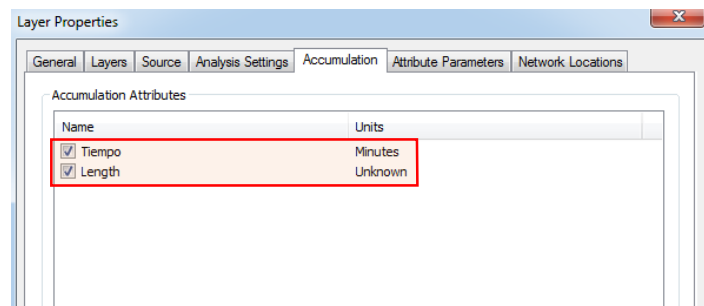 Layer Properties
General Layers Source Analysis Settings Accumulation Attribute Parameters Network Locations
Accumulation Attributes
Name Units
Tiempo Minutes
Length Unknown